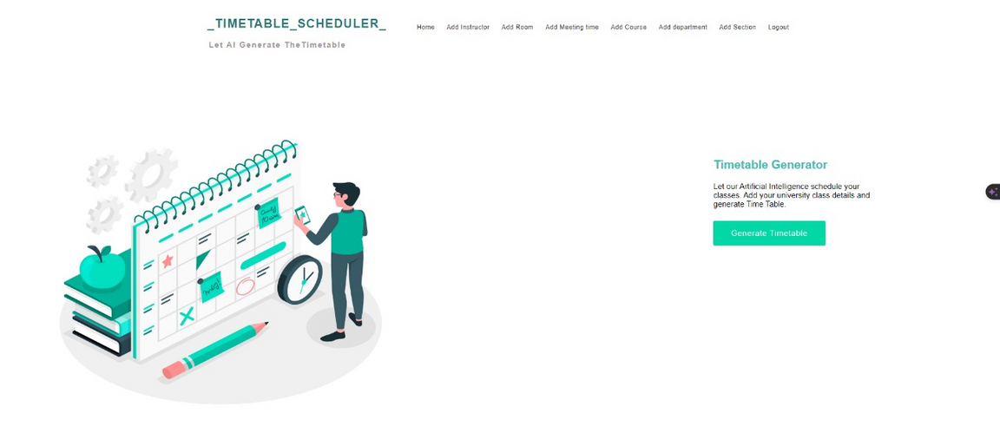 _TIMETABLE_SCHEDULER_
Let AI Generate TheTimetable
Home Add Instructor Add Room Add Meeting time Add Course Add department Add Section Logout
Timetable Generator
Let our Artificial Intelligence schedule your
classes. Add your university class details and
generate Time Table.
Generate Timetable